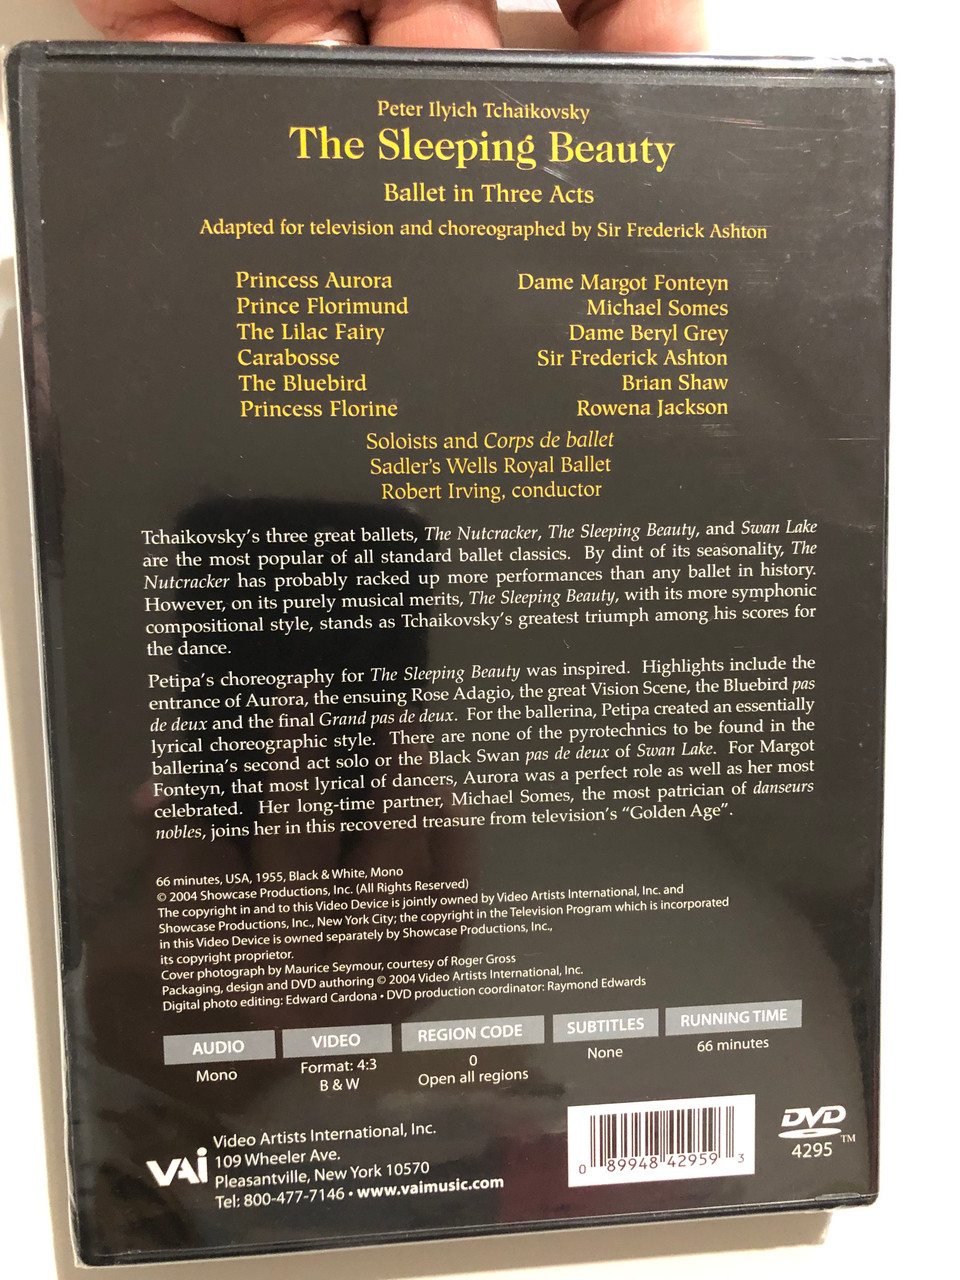 Peter Ilyich Tchaikovsky
The Sleeping Beauty
Ballet in Three Acts
Adapted for television and choreographed by Sir Frederick Ashton
Princess Aurora Dame Margot Fonteyn
Prince Florimund Michael Somes
The Lilac Fairy Dame Beryl Grey
Carabosse Sir Frederick Ashton
The Bluebird Brian Shaw
Princess Florine Rowena Jackson
Soloists and Corps de ballet
Sadler's Wells Royal Ballet
Robert Irving, conductor
Tchaikovsky's three great ballets, The Nutcracker, The Sleeping Beauty, and Swan Lake
are the most popular of all standard ballet classics. By dint of its seasonality, The
Nutcracker has probably racked up more performances than any ballet in history.
However, on its purely musical merits, The Sleeping Beauty, with its more symphonic
compositional style, stands as Tchaikovsky's greatest triumph among his scores for
the dance.
Petipa's choreography for The Sleeping Beauty was inspired. Highlights include the
entrance of Aurora, the ensuing Rose Adagio, the great Vision Scene, the Bluebird pas
de deux and the final Grand pas de deux. For the ballerina, Petipa created an essentially
lyrical choreographic style. There are none of the pyrotechnics to be found in the
ballerina's second act solo or the Black Swan pas de deux of Swan Lake. For Margot
Fonteyn, that most lyrical of dancers, Aurora was a perfect role as well as her most
celebrated. Her long-time partner, Michael Somes, the most patrician of danseurs
nobles, joins her in this recovered treasure from television's "Golden Age".
66 minutes, USA, 1955, Black & White, Mono
© 2004 Showcase Productions, Inc. (All Rights Reserved)
The copyright in and to this Video Device is jointly owned by Video Artists International, Inc. and
Showcase Productions, Inc., New York City; the copyright in the Television Program which is incorporated
in this Video Device is owned separately by Showcase Productions, Inc.,
its copyright proprietor.
Cover photograph by Maurice Seymour, courtesy of Roger Gross
Packaging, design and DVD authoring © 2004 Video Artists International, Inc.
Digital photo editing: Edward Cardona • DVD production coordinator: Raymond Edwards
AUDIO VIDEO REGION CODE SUBTITLES RUNNING TIME
Mono Format: 4:3 0 None 66 minutes
B & W Open all regions
VAI
Video Artists International, Inc.
109 Wheeler Ave.
Pleasantville, New York 10570
Tel: 800-477-7146 • www.vaimusic.com
0 89948 42959 3
DVD
TM
4295